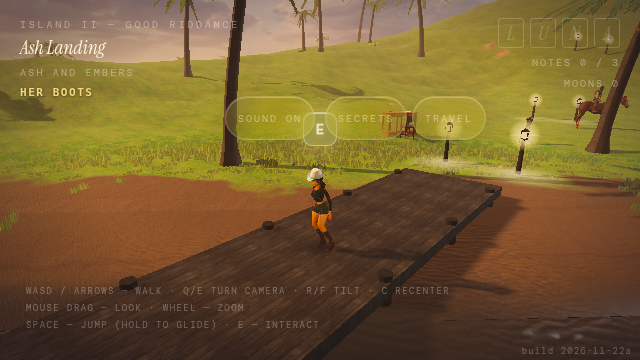 ISLAND II — GOOD RIDDANCE
Ash Landing
ASH AND EMBERS
HER BOOTS
L U N A
NOTES 0 / 3
MOONS 0
SOUND ON
E
SECRETS
TRAVEL
WASD / ARROWS — WALK · Q/E TURN CAMERA · R/F TILT · C RECENTER
MOUSE DRAG — LOOK · WHEEL — ZOOM
SPACE — JUMP (HOLD TO GLIDE) · E — INTERACT
build 2026-11-22a